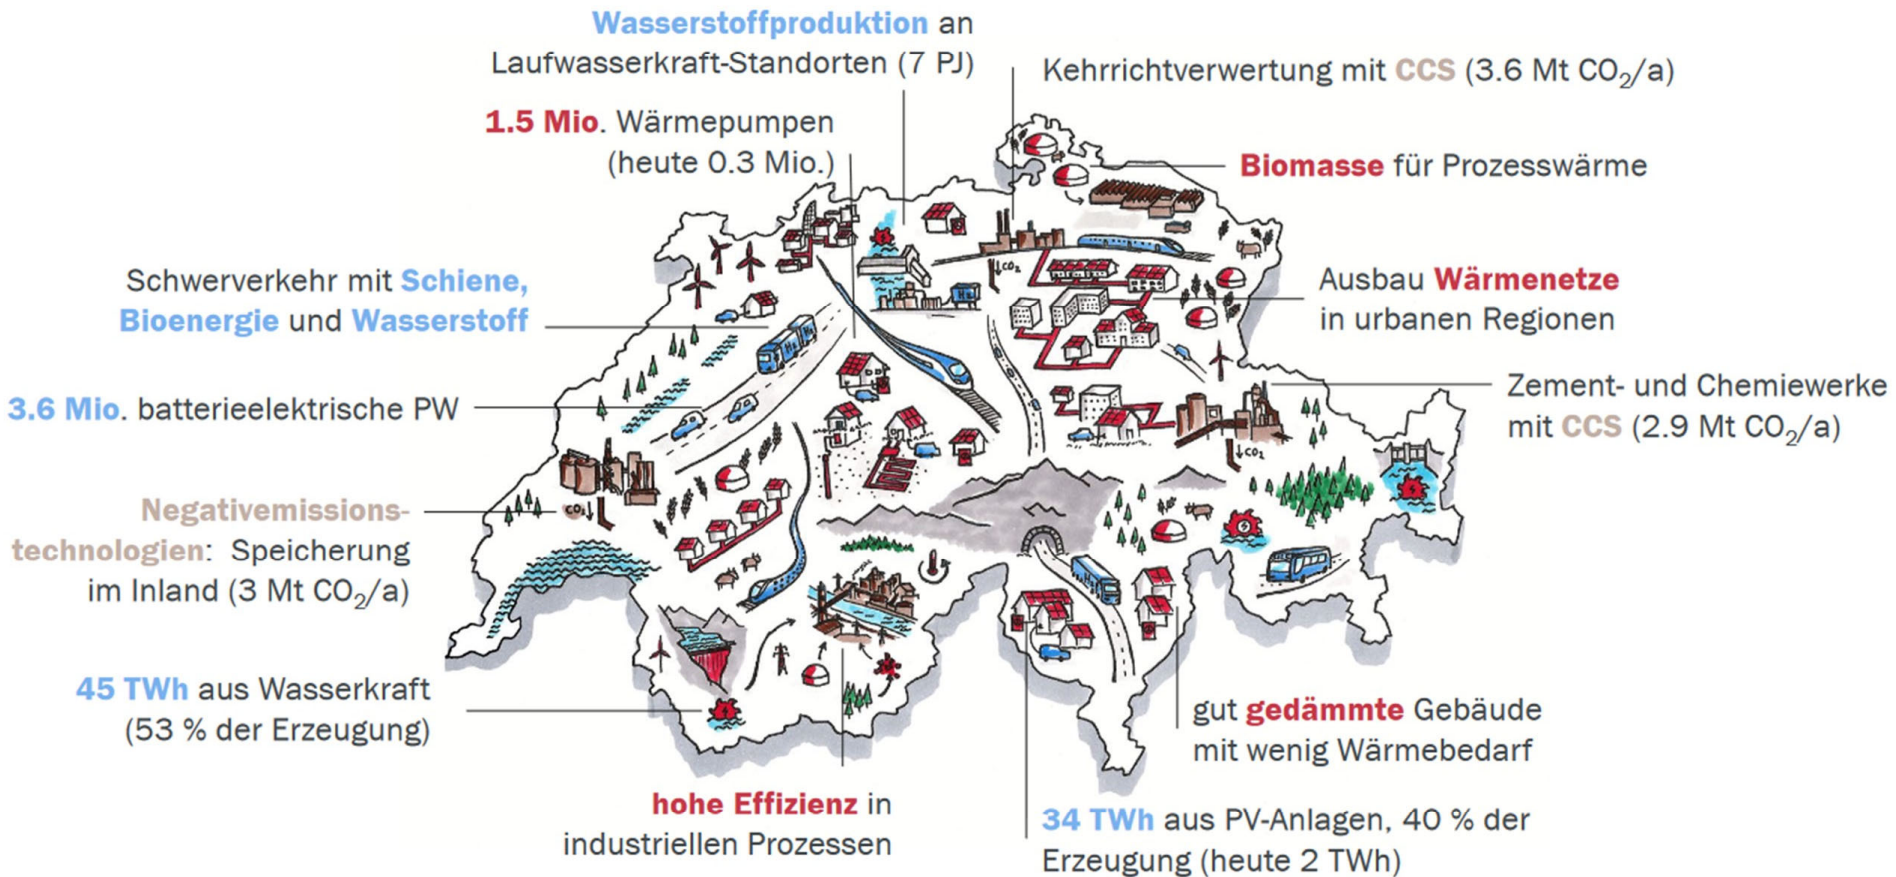 Wasserstoffproduktion an
Laufwasserkraft-Standorten (7 PJ)
Kehrrichtverwertung mit CCS (3.6 Mt CO₂/a)
1.5 Mio. Wärmepumpen
(heute 0.3 Mio.)
Biomasse für Prozesswärme
Schwerverkehr mit Schiene,
Bioenergie und Wasserstoff
Ausbau Wärmenetze
in urbanen Regionen
3.6 Mio. batterieelektrische PW
Zement- und Chemiewerke
mit CCS (2.9 Mt CO₂/a)
Negativemissions-
technologien: Speicherung
im Inland (3 Mt CO₂/a)
45 TWh aus Wasserkraft
(53 % der Erzeugung)
hohe Effizienz in
industriellen Prozessen
gut gedämmte Gebäude
mit wenig Wärmebedarf
34 TWh aus PV-Anlagen, 40 % der
Erzeugung (heute 2 TWh)
CO₂
CO₂
CO₂